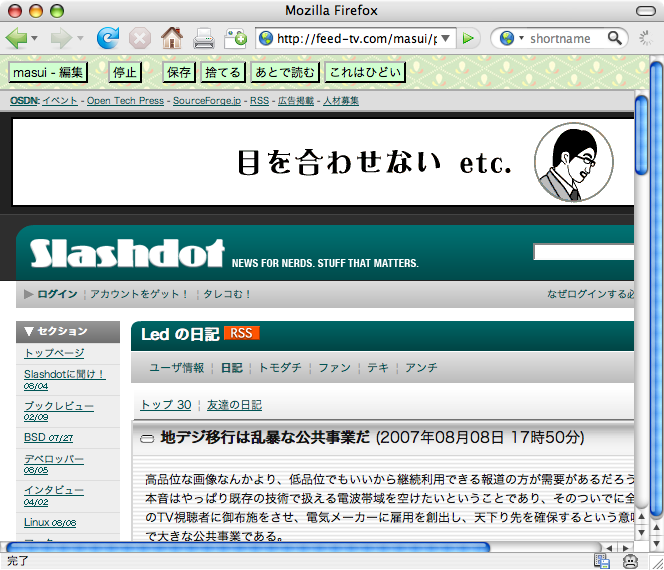 Mozilla Firefox
http://feed-tv.com/masui/p
shortname
masui - 編集 停止 保存 捨てる あとで読む これはひどい
OSDN: イベント - Open Tech Press - SourceForge.jp - RSS - 広告掲載 - 人材募集
目を合わせない etc.
Slashdot NEWS FOR NERDS. STUFF THAT MATTERS.
▶ ログイン ¦ アカウントをゲット! ¦ タレコむ! なぜログインする必
▼ セクション
トップページ
Slashdotに聞け!
08/04
ブックレビュー
02/09
BSD 07/27
デベロッパー
08/05
インタビュー
04/02
Linux 08/08
Led の日記 RSS
ユーザ情報 ¦ 日記 ¦ トモダチ ¦ ファン ¦ テキ ¦ アンチ
トップ 30 ¦ 友達の日記
地デジ移行は乱暴な公共事業だ (2007年08月08日 17時50分)
高品位な画像なんかより、低品位でもいいから継続利用できる報道の方が需要があるだろう
本音はやっぱり既存の技術で扱える電波帯域を空けたいということであり、そのついでに全
のTV視聴者に御布施をさせ、電気メーカーに雇用を創出し、天下り先を確保するという意
で大きな公共事業である。
完了